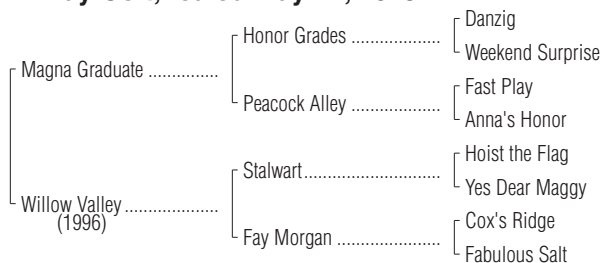 Danzig
Honor Grades
Weekend Surprise
Magna Graduate
Fast Play
Peacock Alley
Anna's Honor
Hoist the Flag
Stalwart
Yes Dear Maggy
Willow Valley
(1996)
Cox's Ridge
Fay Morgan
Fabulous Salt